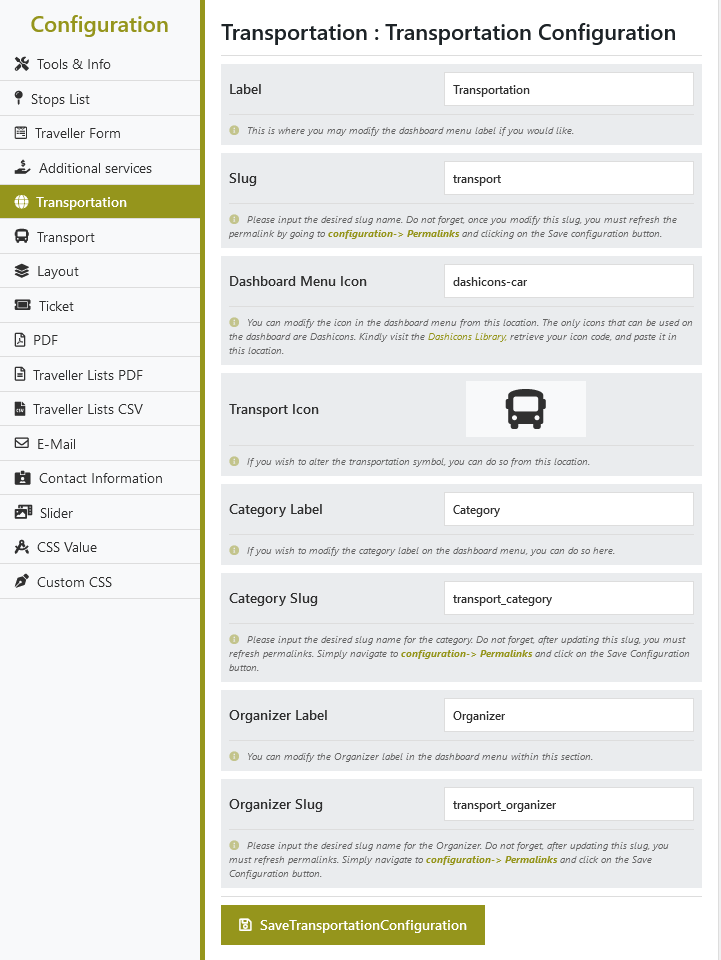 Configuration
Tools & Info
Stops List
Traveller Form
Additional services
Transportation
Transport
Layout
Ticket
PDF
Traveller Lists PDF
Traveller Lists CSV
E-Mail
Contact Information
Slider
CSS Value
Custom CSS
Transportation : Transportation Configuration
Label
Transportation
This is where you may modify the dashboard menu label if you would like.
Slug
transport
Please input the desired slug name. Do not forget, once you modify this slug, you must refresh the
permalink by going to configuration-> Permalinks and clicking on the Save configuration button.
Dashboard Menu Icon
dashicons-car
You can modify the icon in the dashboard menu from this location. The only icons that can be used on
the dashboard are Dashicons. Kindly visit the Dashicons Library, retrieve your icon code, and paste it in
this location.
Transport Icon
If you wish to alter the transportation symbol, you can do so from this location.
Category Label
Category
If you wish to modify the category label on the dashboard menu, you can do so here.
Category Slug
transport_category
Please input the desired slug name for the category. Do not forget, after updating this slug, you must
refresh permalinks. Simply navigate to configuration-> Permalinks and click on the Save Configuration
button.
Organizer Label
Organizer
You can modify the Organizer label in the dashboard menu within this section.
Organizer Slug
transport_organizer
Please input the desired slug name for the Organizer. Do not forget, after updating this slug, you
must refresh permalinks. Simply navigate to configuration-> Permalinks and click on the Save
Configuration button.
SaveTransportationConfiguration